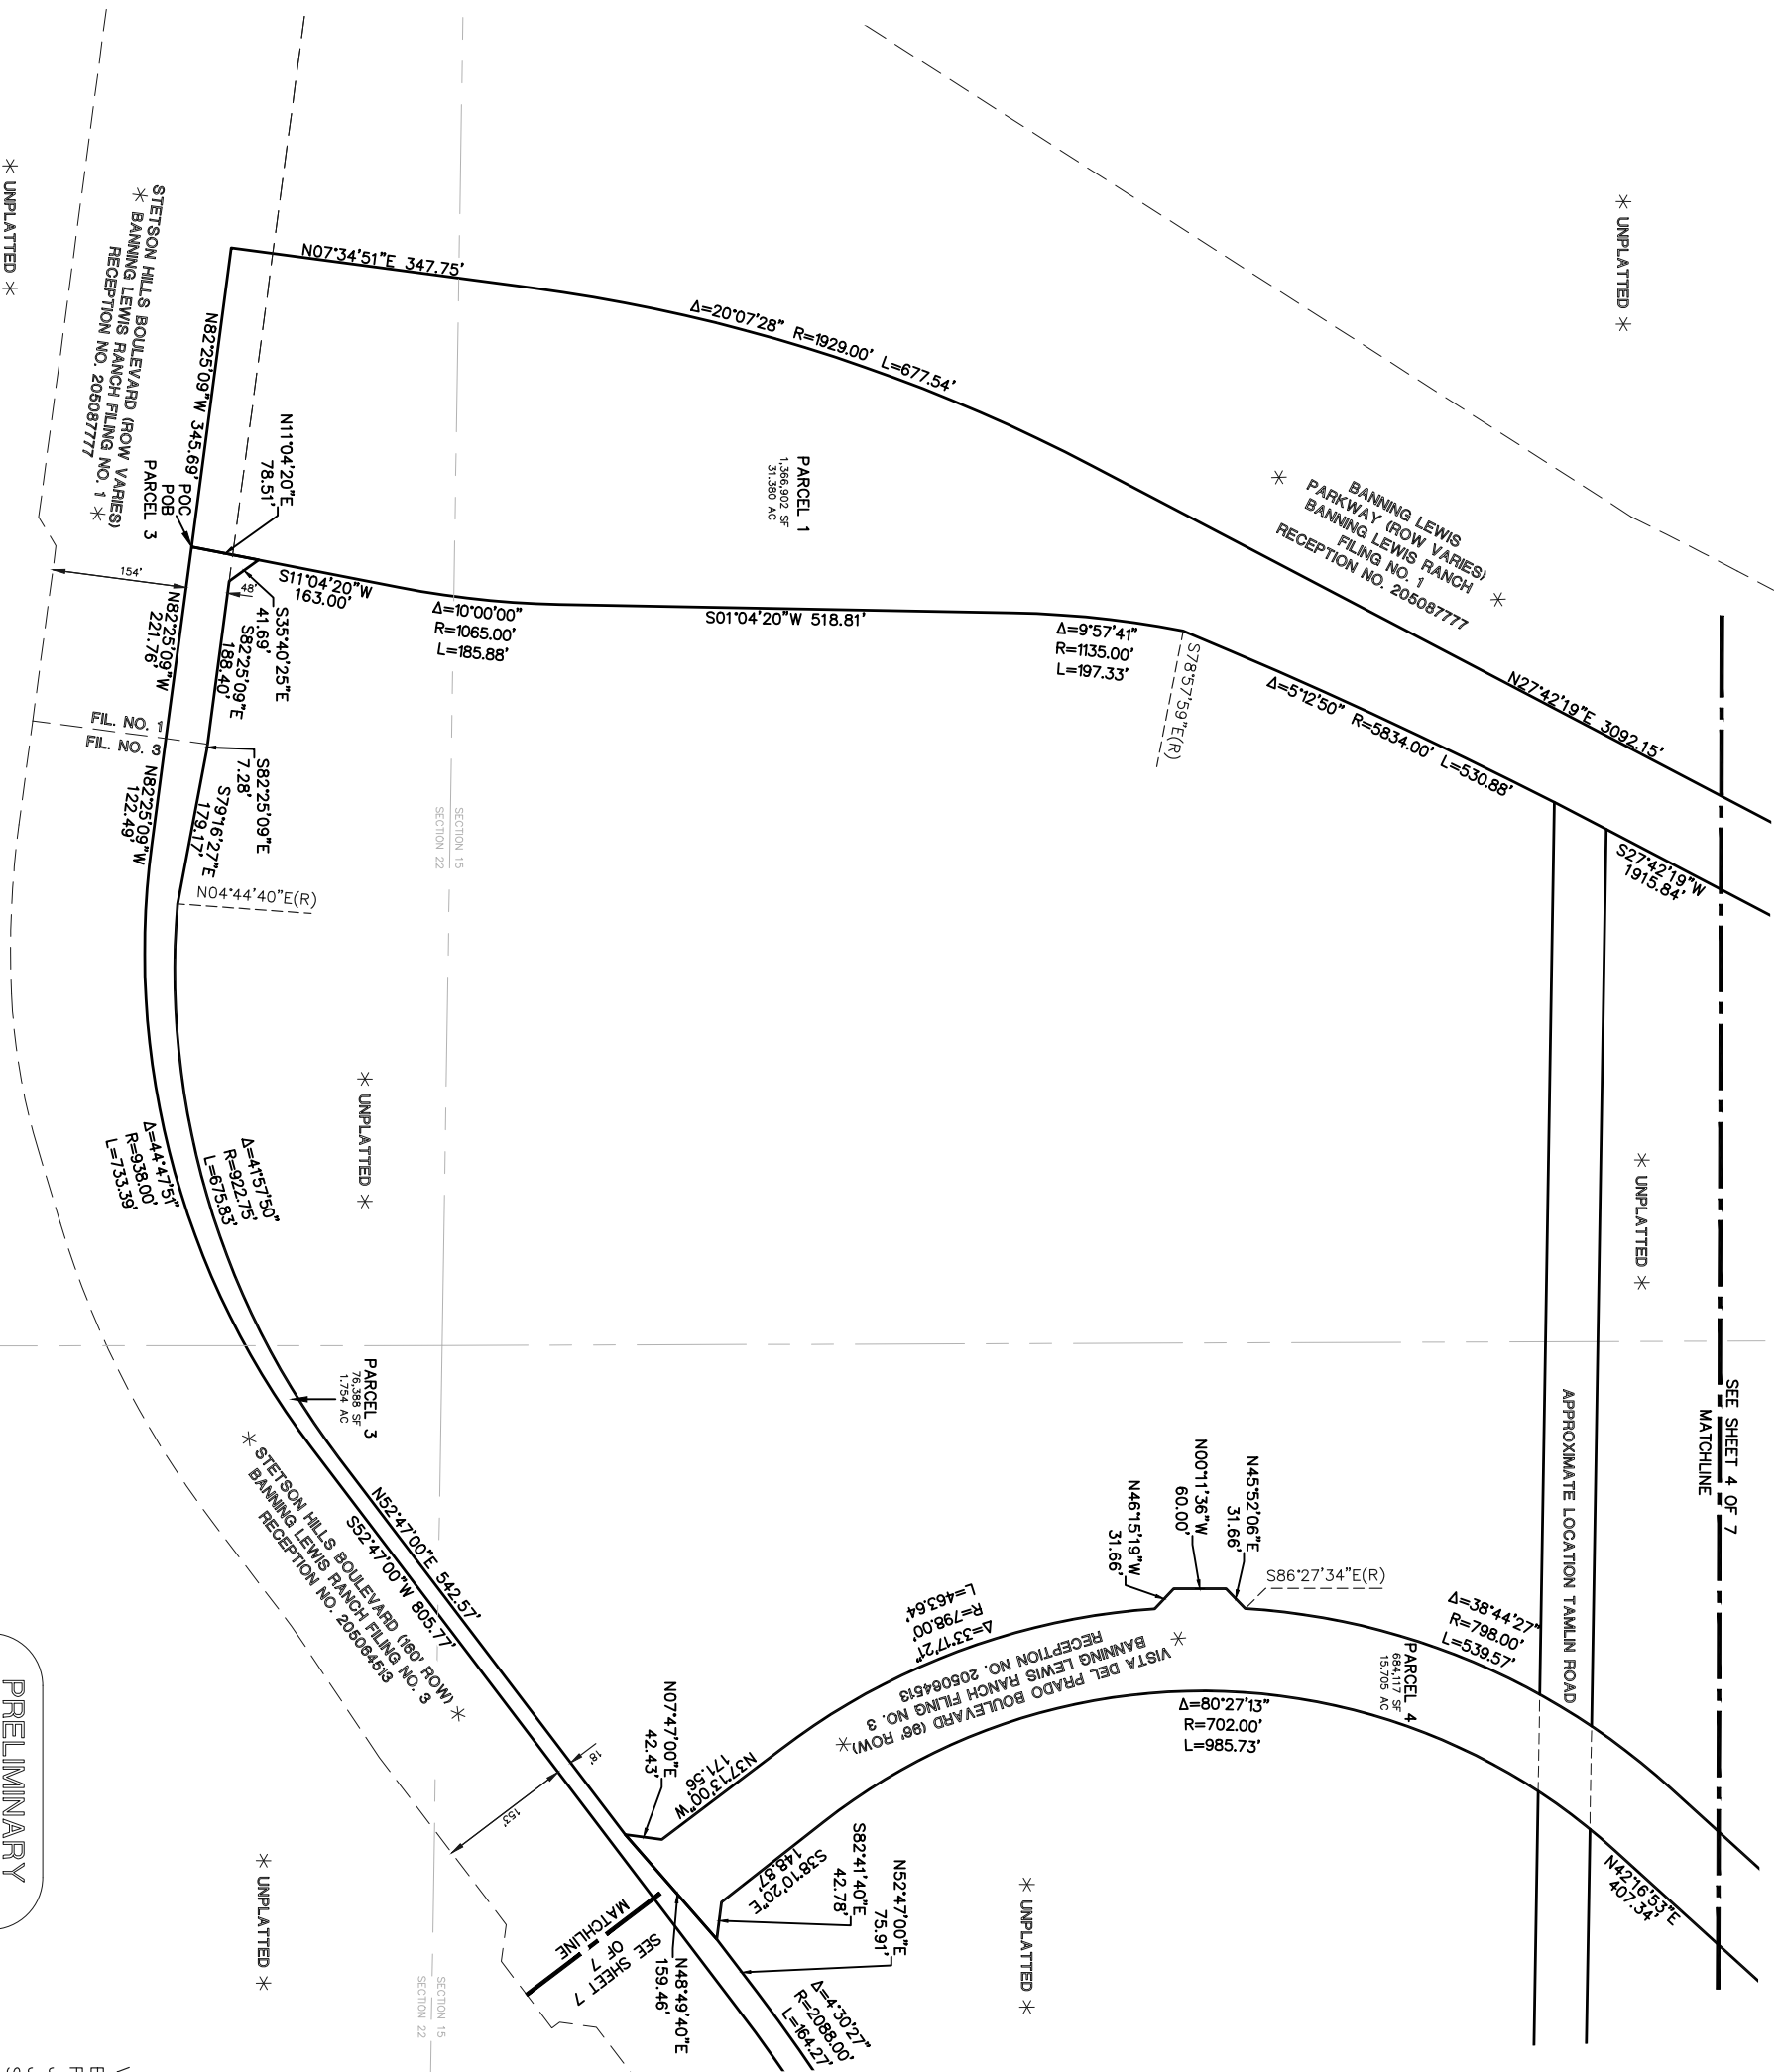 * UNPLATTED *
SEE SHEET 4 OF 7
MATCHLINE
* UNPLATTED *
APPROXIMATE LOCATION TAMLIN ROAD
BANNING LEWIS
PARKWAY (ROW VARIES)
BANNING LEWIS RANCH
FILING NO. 1
RECEPTION NO. 205087777
* *
N27°42'19"E 3092.15'
S27°42'19"W
1915.84'
Δ=5°12'50" R=5834.00' L=530.88'
S78°57'59"E(R)
Δ=9°57'41"
R=1135.00'
L=197.33'
S01°04'20"W 518.81'
PARCEL 1
1,366,902 SF
31.380 AC
Δ=20°07'28" R=1929.00' L=677.54'
N07°34'51"E 347.75'
Δ=10°00'00"
R=1065.00'
L=185.88'
S11°04'20"W
163.00'
N11°04'20"E
78.51'
S35°40'25"E
41.69'
48'
S82°25'09"E
188.40'
S82°25'09"E
7.28'
S79°16'27"E
179.17'
N04°44'40"E(R)
SECTION 15
SECTION 22
N82°25'09"W 345.69'
POC
POB
PARCEL 3
STETSON HILLS BOULEVARD (ROW VARIES)
* BANNING LEWIS RANCH FILING NO. 1 *
RECEPTION NO. 205087777
* UNPLATTED *
154'
N82°25'09"W
221.76'
FIL. NO. 1
FIL. NO. 3
N82°25'09"W
122.49'
* UNPLATTED *
Δ=41°57'50"
R=922.75'
L=675.83'
Δ=44°47'51"
R=938.00'
L=733.39'
PARCEL 3
76,388 SF
1.754 AC
N52°47'00"E 542.57'
S52°47'00"W 805.77'
* STETSON HILLS BOULEVARD (160' ROW) *
BANNING LEWIS RANCH FILING NO. 3
RECEPTION NO. 205064513
N45°52'06"E
31.66'
N00°11'36"W
60.00'
N46°15'19"W
31.66'
S86°27'34"E(R)
Δ=38°44'27"
R=798.00'
L=539.57'
PARCEL 4
684,117 SF
15.705 AC
Δ=33°17'21"
R=798.00'
L=463.64'
*
VISTA DEL PRADO BOULEVARD (96' ROW)
BANNING LEWIS RANCH FILING NO. 3
RECEPTION NO. 205064513
*
Δ=80°27'13"
R=702.00'
L=985.73'
N42°16'53"E
407.34'
N07°47'00"E
42.43'
N37°13'00"W
171.56
18'
153'
S38°10'20"E
148.87'
S82°41'40"E
42.78'
N52°47'00"E
75.91'
Δ=4°30'27"
R=2088.00'
L=164.27'
N48°49'40"E
159.46'
MATCHLINE
SEE SHEET 7
OF 7
* UNPLATTED *
* UNPLATTED *
SECTION 15
SECTION 22
PRELIMINARY